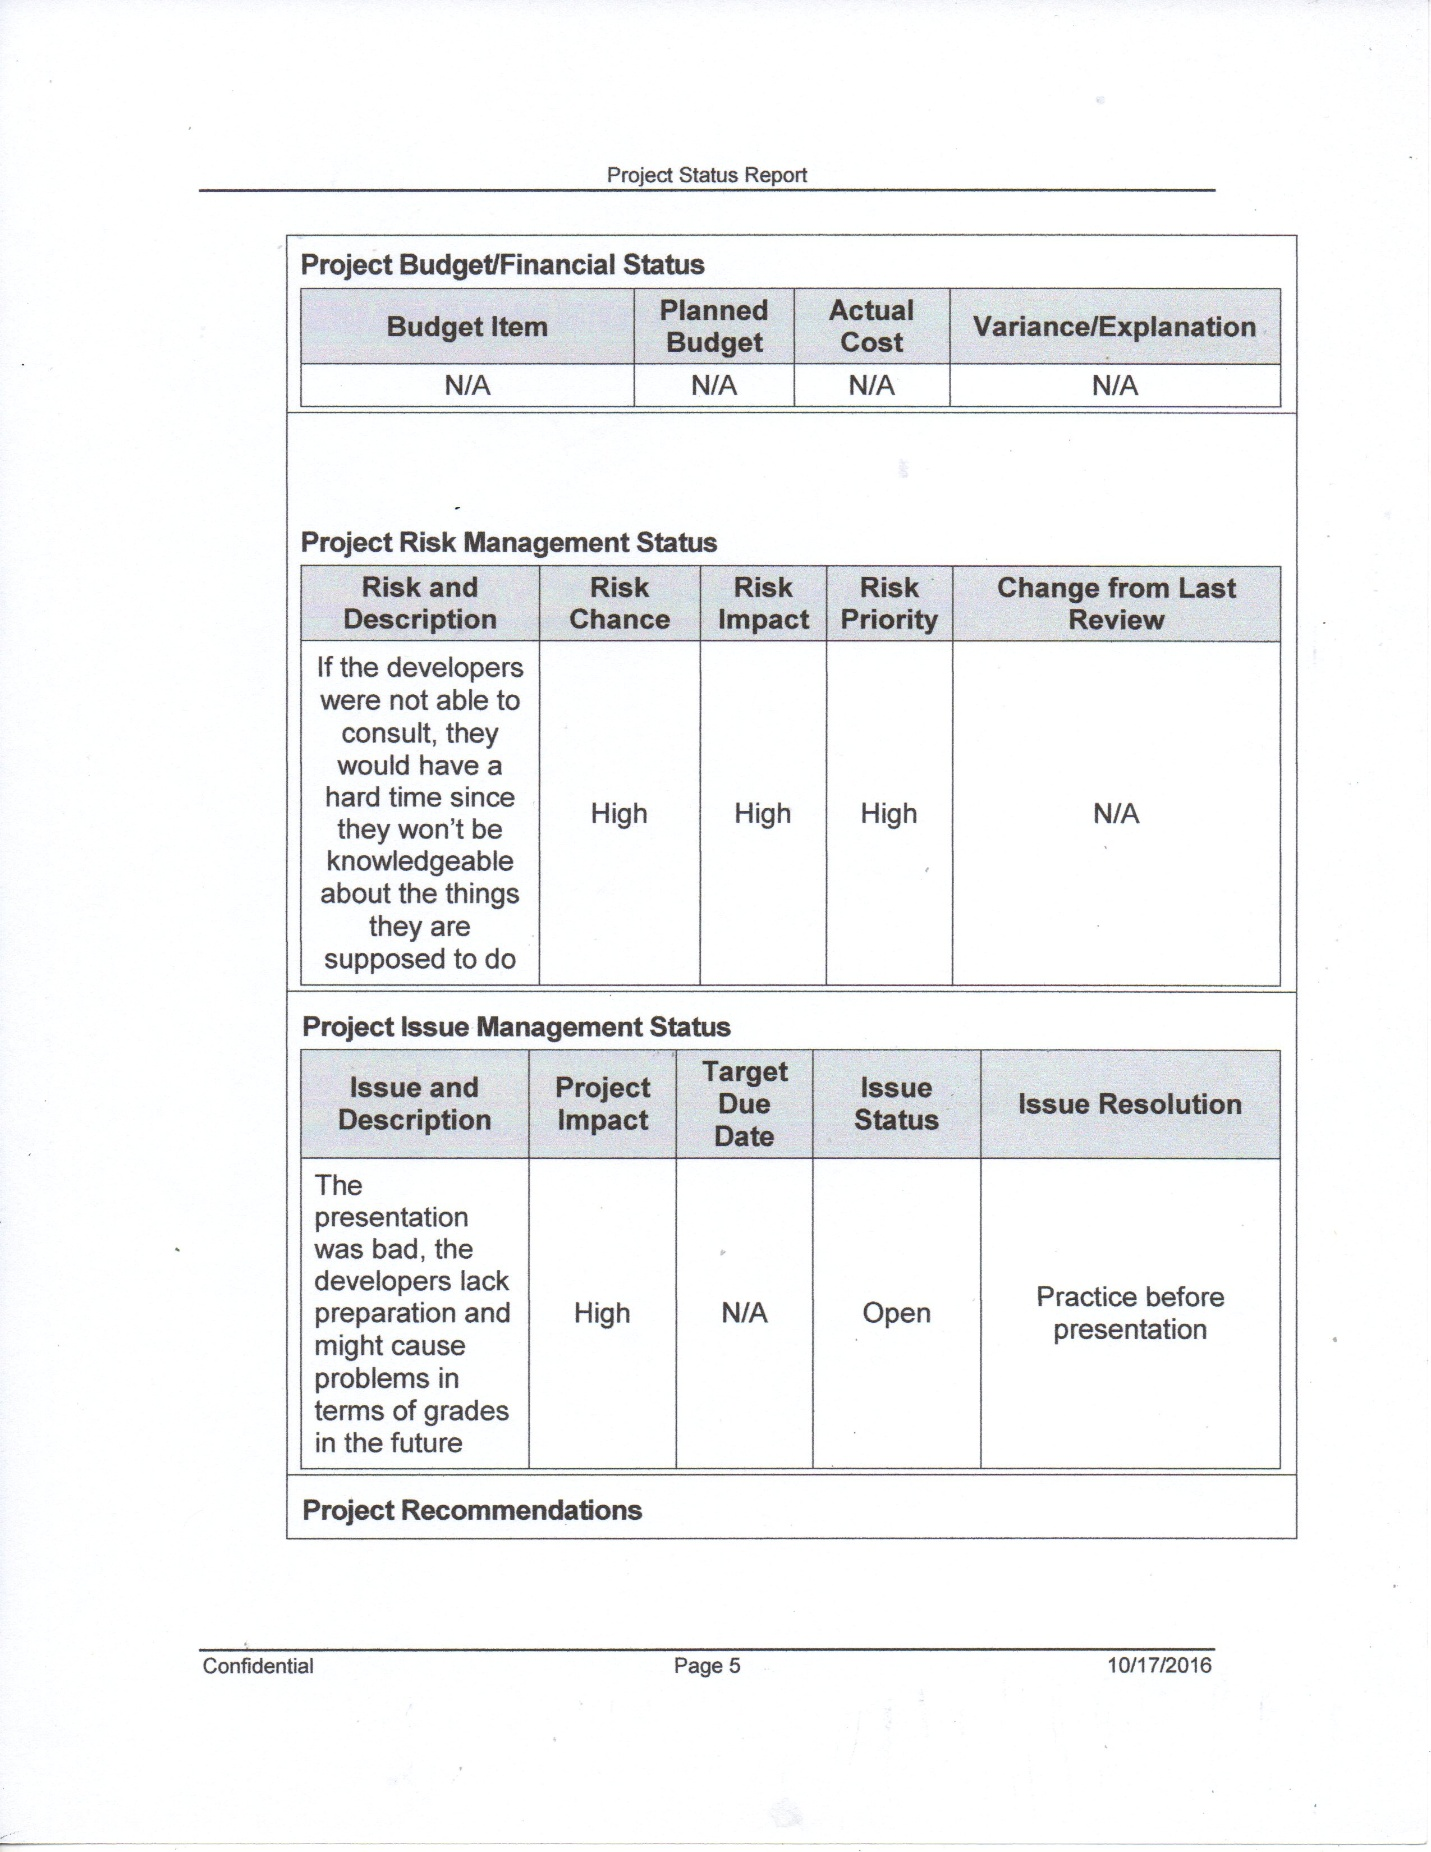 Project Status Report
Project Budget/Financial Status
Budget Item
Planned
Budget
Actual
Cost
Variance/Explanation
N/A
N/A
N/A
N/A
Project Risk Management Status
Risk and
Description
Risk
Chance
Risk
Impact
Risk
Priority
Change from Last
Review
If the developers
were not able to
consult, they
would have a
hard time since
they won't be
knowledgeable
about the things
they are
supposed to do
High
High
High
N/A
Project Issue Management Status
Issue and
Description
Project
Impact
Target
Due
Date
Issue
Status
Issue Resolution
The
presentation
was bad, the
developers lack
preparation and
might cause
problems in
terms of grades
in the future
High
N/A
Open
Practice before
presentation
Project Recommendations
Confidential
Page 5
10/17/2016